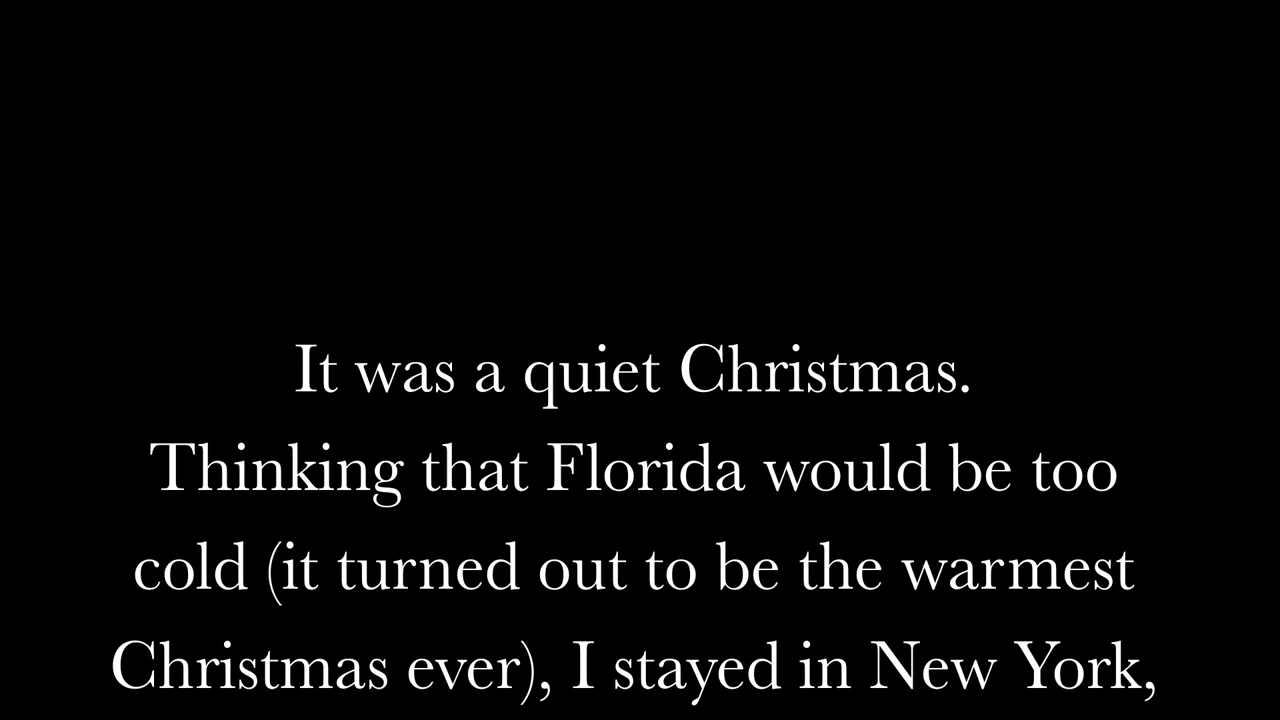 It was a quiet Christmas.
Thinking that Florida would be too
cold (it turned out to be the warmest
Christmas ever), I stayed in New York,